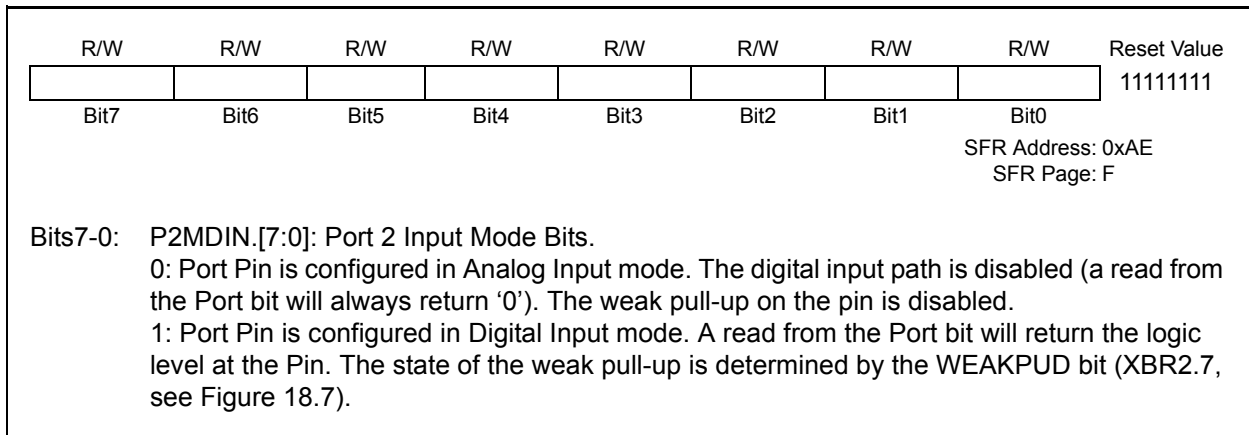 R/W R/W R/W R/W R/W R/W R/W R/W Reset Value
11111111
Bit7 Bit6 Bit5 Bit4 Bit3 Bit2 Bit1 Bit0
SFR Address: 0xAE
SFR Page: F
Bits7-0: P2MDIN.[7:0]: Port 2 Input Mode Bits.
0: Port Pin is configured in Analog Input mode. The digital input path is disabled (a read from
the Port bit will always return ‘0’). The weak pull-up on the pin is disabled.
1: Port Pin is configured in Digital Input mode. A read from the Port bit will return the logic
level at the Pin. The state of the weak pull-up is determined by the WEAKPUD bit (XBR2.7,
see Figure 18.7).